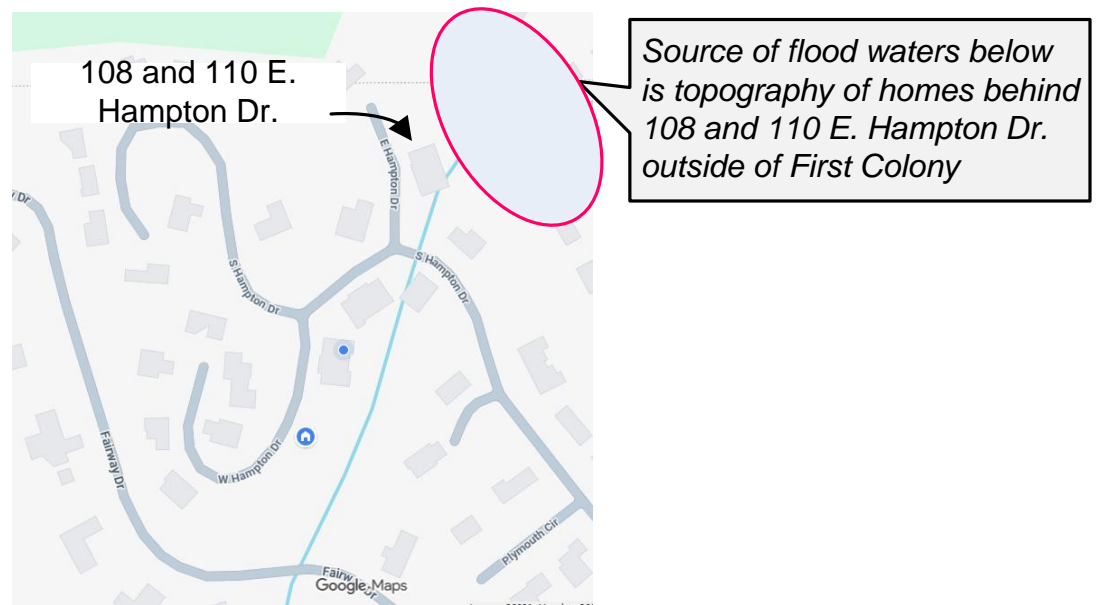 108 and 110 E.
Hampton Dr.
Source of flood waters below
is topography of homes behind
108 and 110 E. Hampton Dr.
outside of First Colony
E Hampton Dr
Dr
S Hampton Dr
S Hampton Dr
Fairway Dr
W Hampton Dr
Plymouth Cir
Fairw
Google Maps